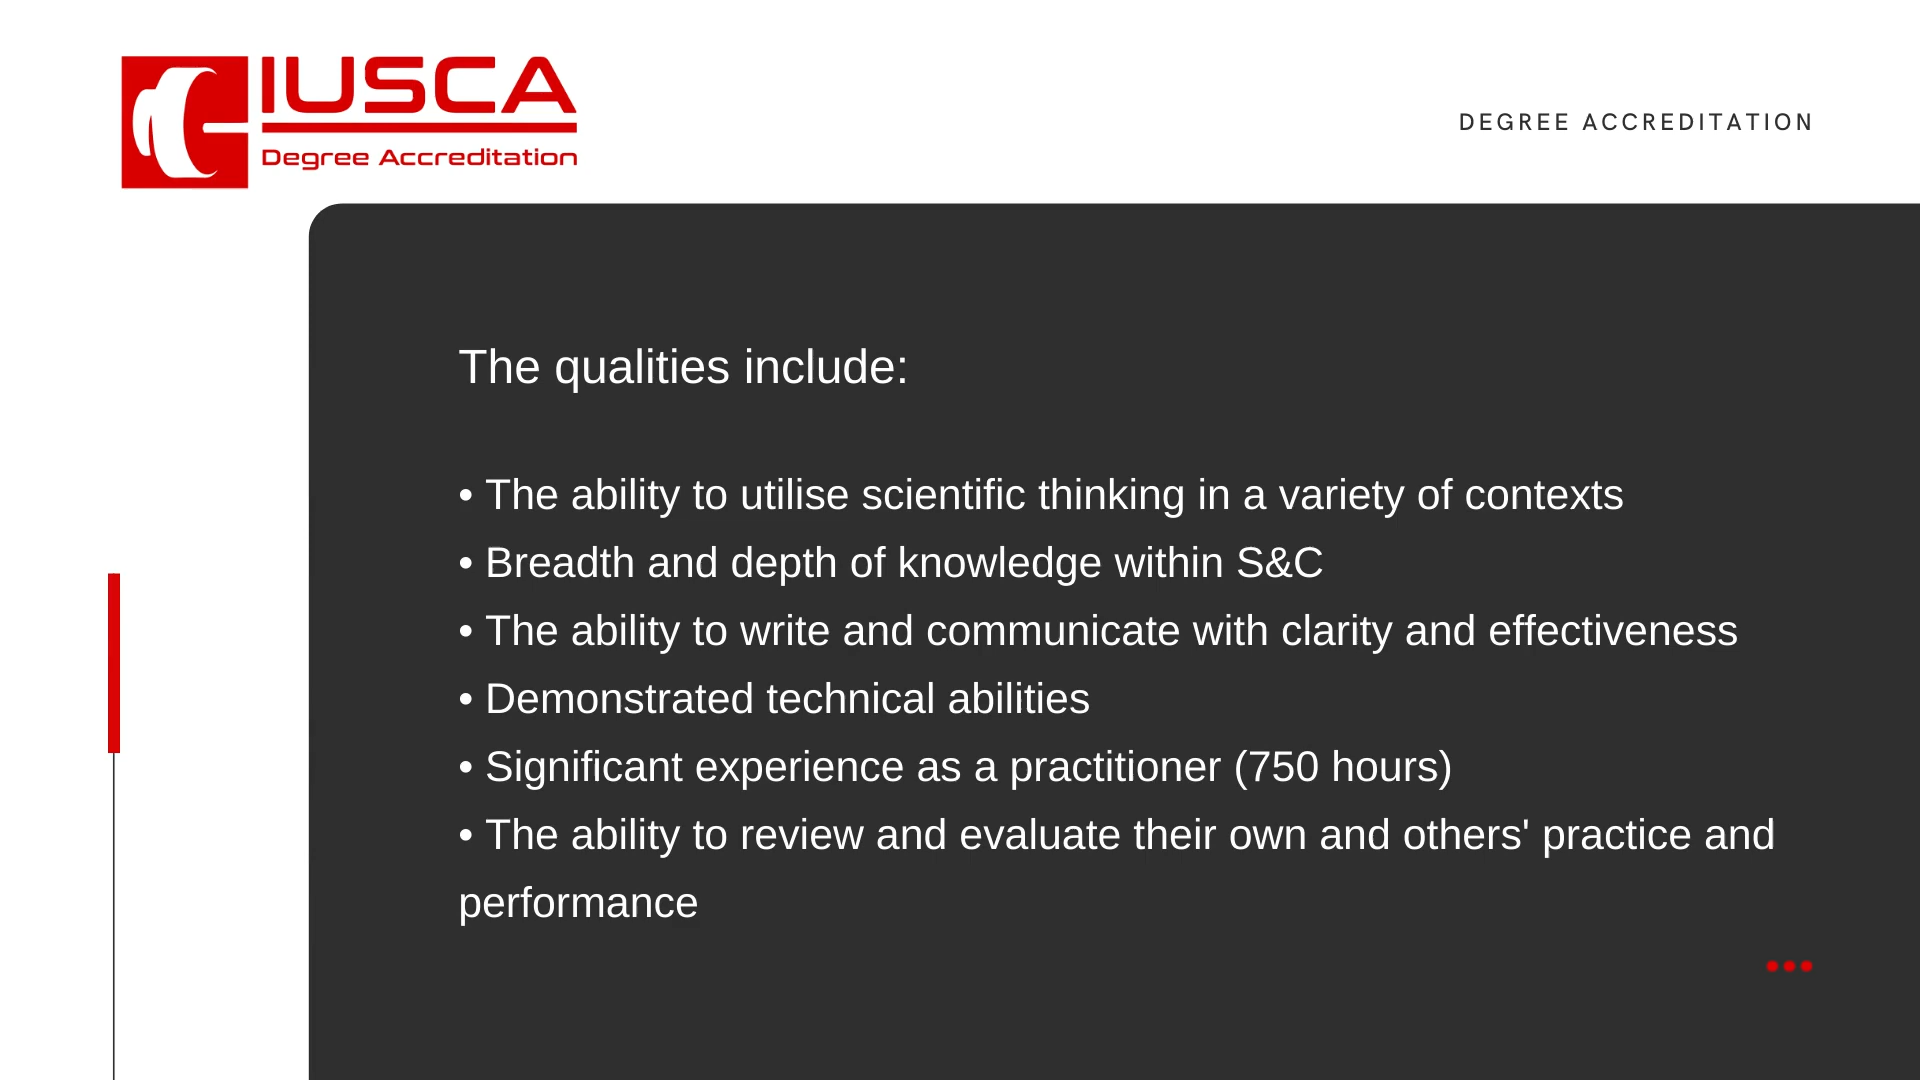 IUSCA
Degree Accreditation
DEGREE ACCREDITATION
The qualities include:
• The ability to utilise scientific thinking in a variety of contexts
• Breadth and depth of knowledge within S&C
• The ability to write and communicate with clarity and effectiveness
• Demonstrated technical abilities
• Significant experience as a practitioner (750 hours)
• The ability to review and evaluate their own and others' practice and
performance